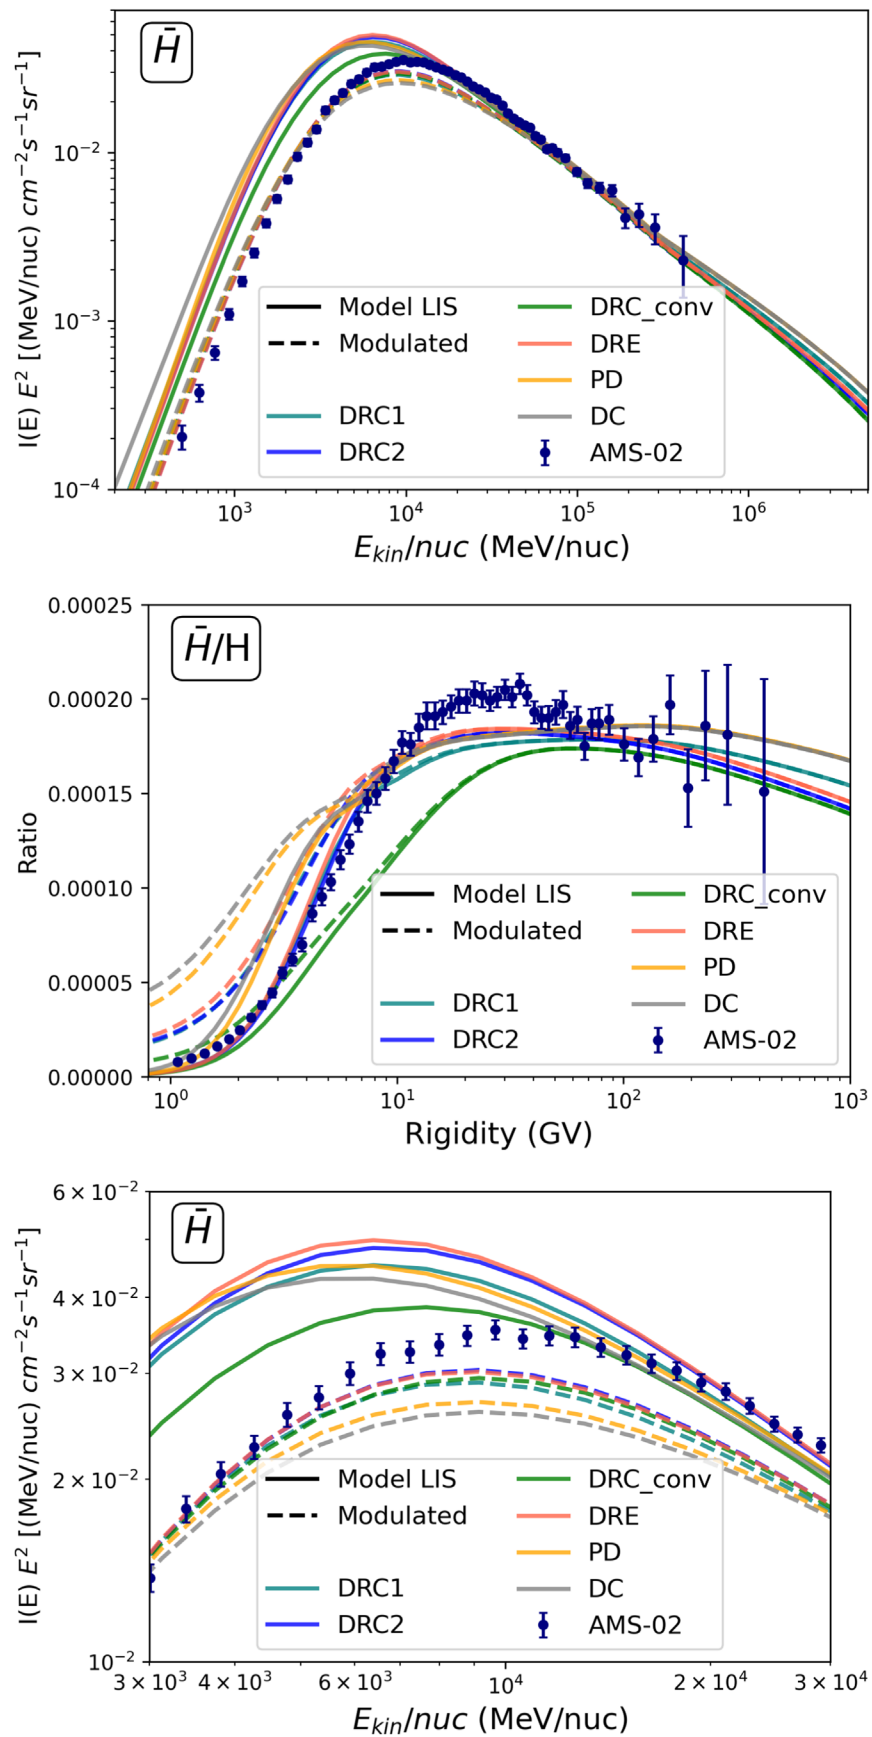 H̄
I(E) E² [(MeV/nuc) cm⁻²s⁻¹sr⁻¹]
10⁻²
10⁻³
10⁻⁴
Model LIS
Modulated
DRC1
DRC2
DRC_conv
DRE
PD
DC
AMS-02
10³ 10⁴ 10⁵ 10⁶
E_kin/nuc (MeV/nuc)
H̄/H
Ratio
0.00025
0.00020
0.00015
0.00010
0.00005
0.00000
Model LIS
Modulated
DRC1
DRC2
DRC_conv
DRE
PD
DC
AMS-02
10⁰ 10¹ 10² 10³
Rigidity (GV)
H̄
I(E) E² [(MeV/nuc) cm⁻²s⁻¹sr⁻¹]
6 × 10⁻²
4 × 10⁻²
3 × 10⁻²
2 × 10⁻²
10⁻²
Model LIS
Modulated
DRC1
DRC2
DRC_conv
DRE
PD
DC
AMS-02
3 × 10³ 4 × 10³ 6 × 10³ 10⁴ 2 × 10⁴ 3 × 10⁴
E_kin/nuc (MeV/nuc)